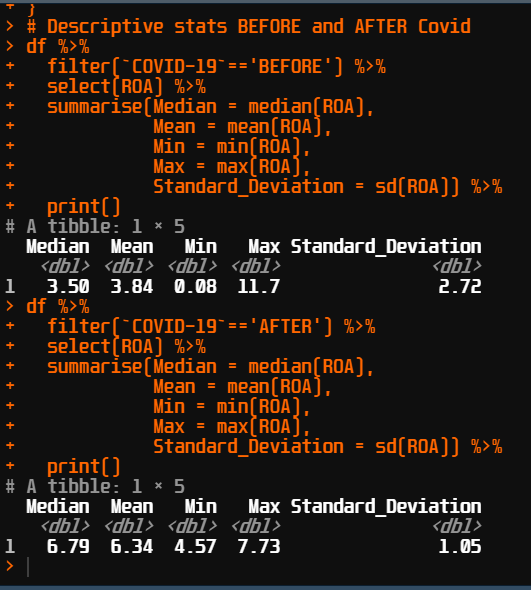 + }
> # Descriptive stats BEFORE and AFTER Covid
> df %>%
+   filter(`COVID-19`=='BEFORE') %>%
+   select(ROA) %>%
+   summarise(Median = median(ROA),
+             Mean = mean(ROA),
+             Min = min(ROA),
+             Max = max(ROA),
+             Standard_Deviation = sd(ROA)) %>%
+   print()
# A tibble: 1 × 5
  Median  Mean   Min   Max Standard_Deviation
   <dbl> <dbl> <dbl> <dbl>              <dbl>
1   3.50  3.84  0.08  11.7               2.72
> df %>%
+   filter(`COVID-19`=='AFTER') %>%
+   select(ROA) %>%
+   summarise(Median = median(ROA),
+             Mean = mean(ROA),
+             Min = min(ROA),
+             Max = max(ROA),
+             Standard_Deviation = sd(ROA)) %>%
+   print()
# A tibble: 1 × 5
  Median  Mean   Min   Max Standard_Deviation
   <dbl> <dbl> <dbl> <dbl>              <dbl>
1   6.79  6.34  4.57  7.73               1.05
>